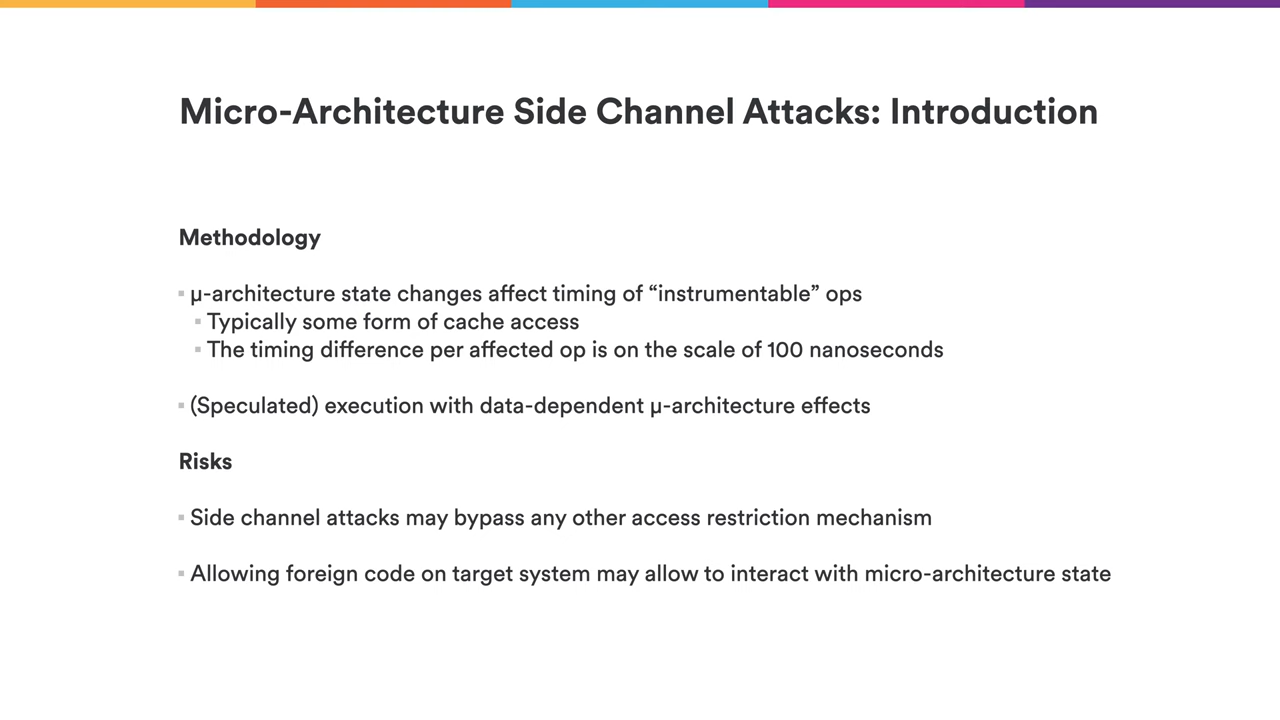 Micro-Architecture Side Channel Attacks: Introduction
Methodology
▪ µ-architecture state changes affect timing of “instrumentable” ops
▪ Typically some form of cache access
▪ The timing difference per affected op is on the scale of 100 nanoseconds
▪ (Speculated) execution with data-dependent µ-architecture effects
Risks
▪ Side channel attacks may bypass any other access restriction mechanism
▪ Allowing foreign code on target system may allow to interact with micro-architecture state